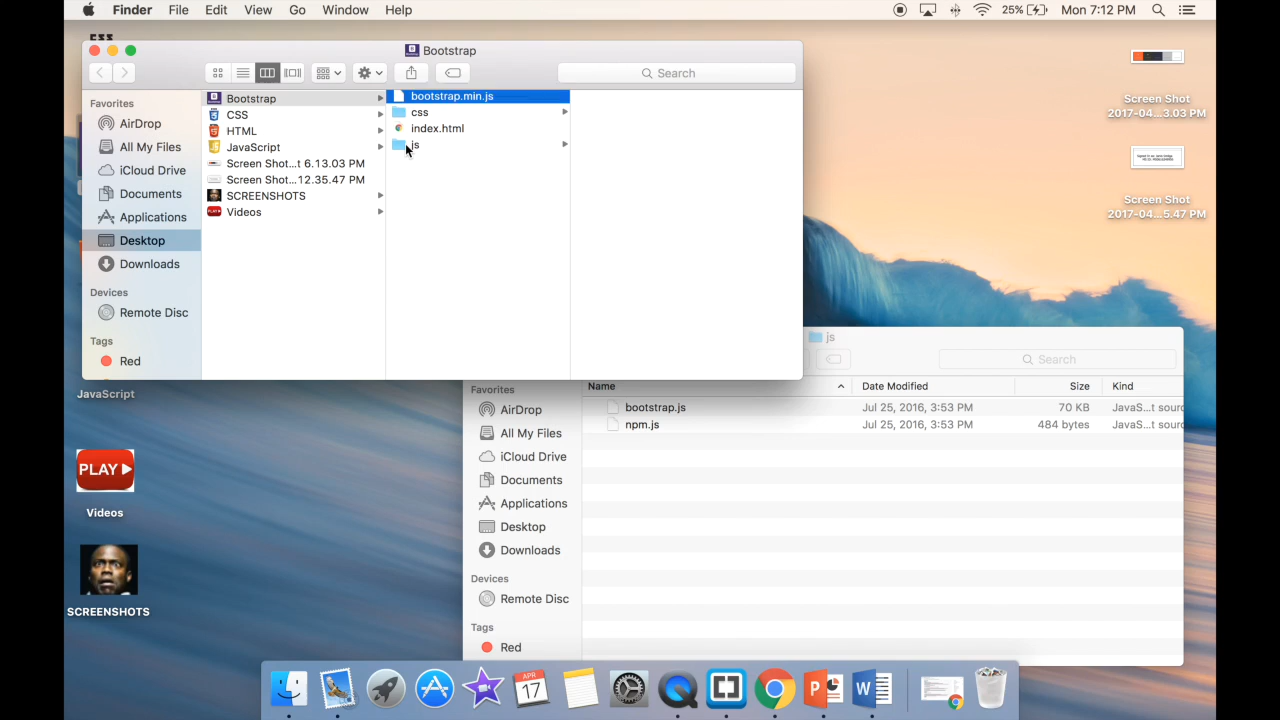 Finder File Edit View Go Window Help 25% Mon 7:12 PM
Bootstrap
Search
Favorites
AirDrop
All My Files
iCloud Drive
Documents
Applications
Desktop
Downloads
Devices
Remote Disc
Tags
Red
Bootstrap
CSS
HTML
JavaScript
Screen Shot...t 6.13.03 PM
Screen Shot...12.35.47 PM
SCREENSHOTS
Videos
bootstrap.min.js
css
index.html
js
Screen Shot
2017-04...3.03 PM
Screen Shot
2017-04...5.47 PM
JavaScript
PLAY
Videos
SCREENSHOTS
js
Search
Name Date Modified Size Kind
bootstrap.js Jul 25, 2016, 3:53 PM 70 KB JavaS...t sourc
npm.js Jul 25, 2016, 3:53 PM 484 bytes JavaS...t sourc
Favorites
AirDrop
All My Files
iCloud Drive
Documents
Applications
Desktop
Downloads
Devices
Remote Disc
Tags
Red
APR
17